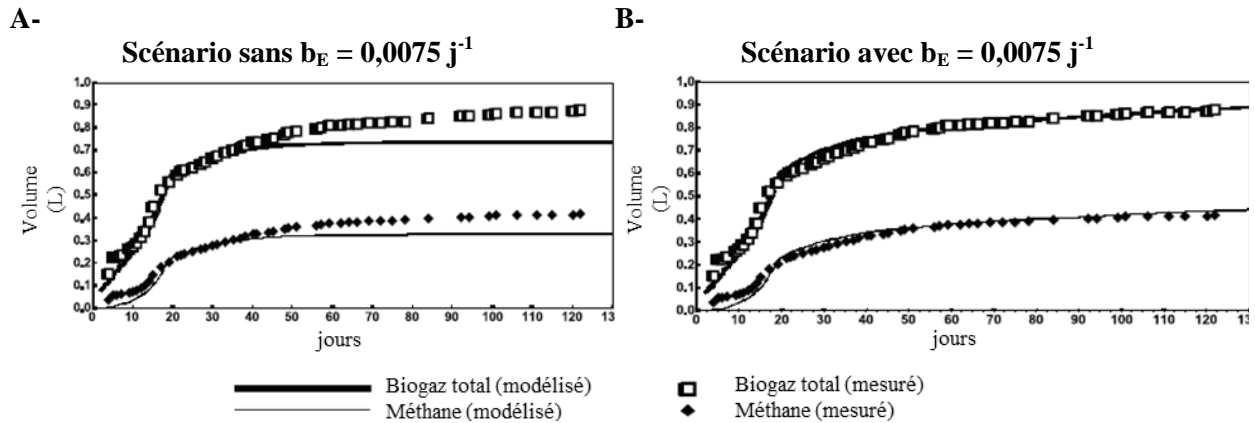 A-
Scénario sans bE = 0,0075 j-1
1.0
0.9
0.8
0.7
0.6
0.5
0.4
0.3
0.2
0.1
0.0
Volume
(L)
0 10 20 30 40 50 60 70 80 90 100 110 120 13
jours
B-
Scénario avec bE = 0,0075 j-1
1.0
0.9
0.8
0.7
0.6
0.5
0.4
0.3
0.2
0.1
0.0
Volume
(L)
0 10 20 30 40 50 60 70 80 90 100 110 120 130
jours
Biogaz total (modélisé)
Méthane (modélisé)
Biogaz total (mesuré)
Méthane (mesuré)